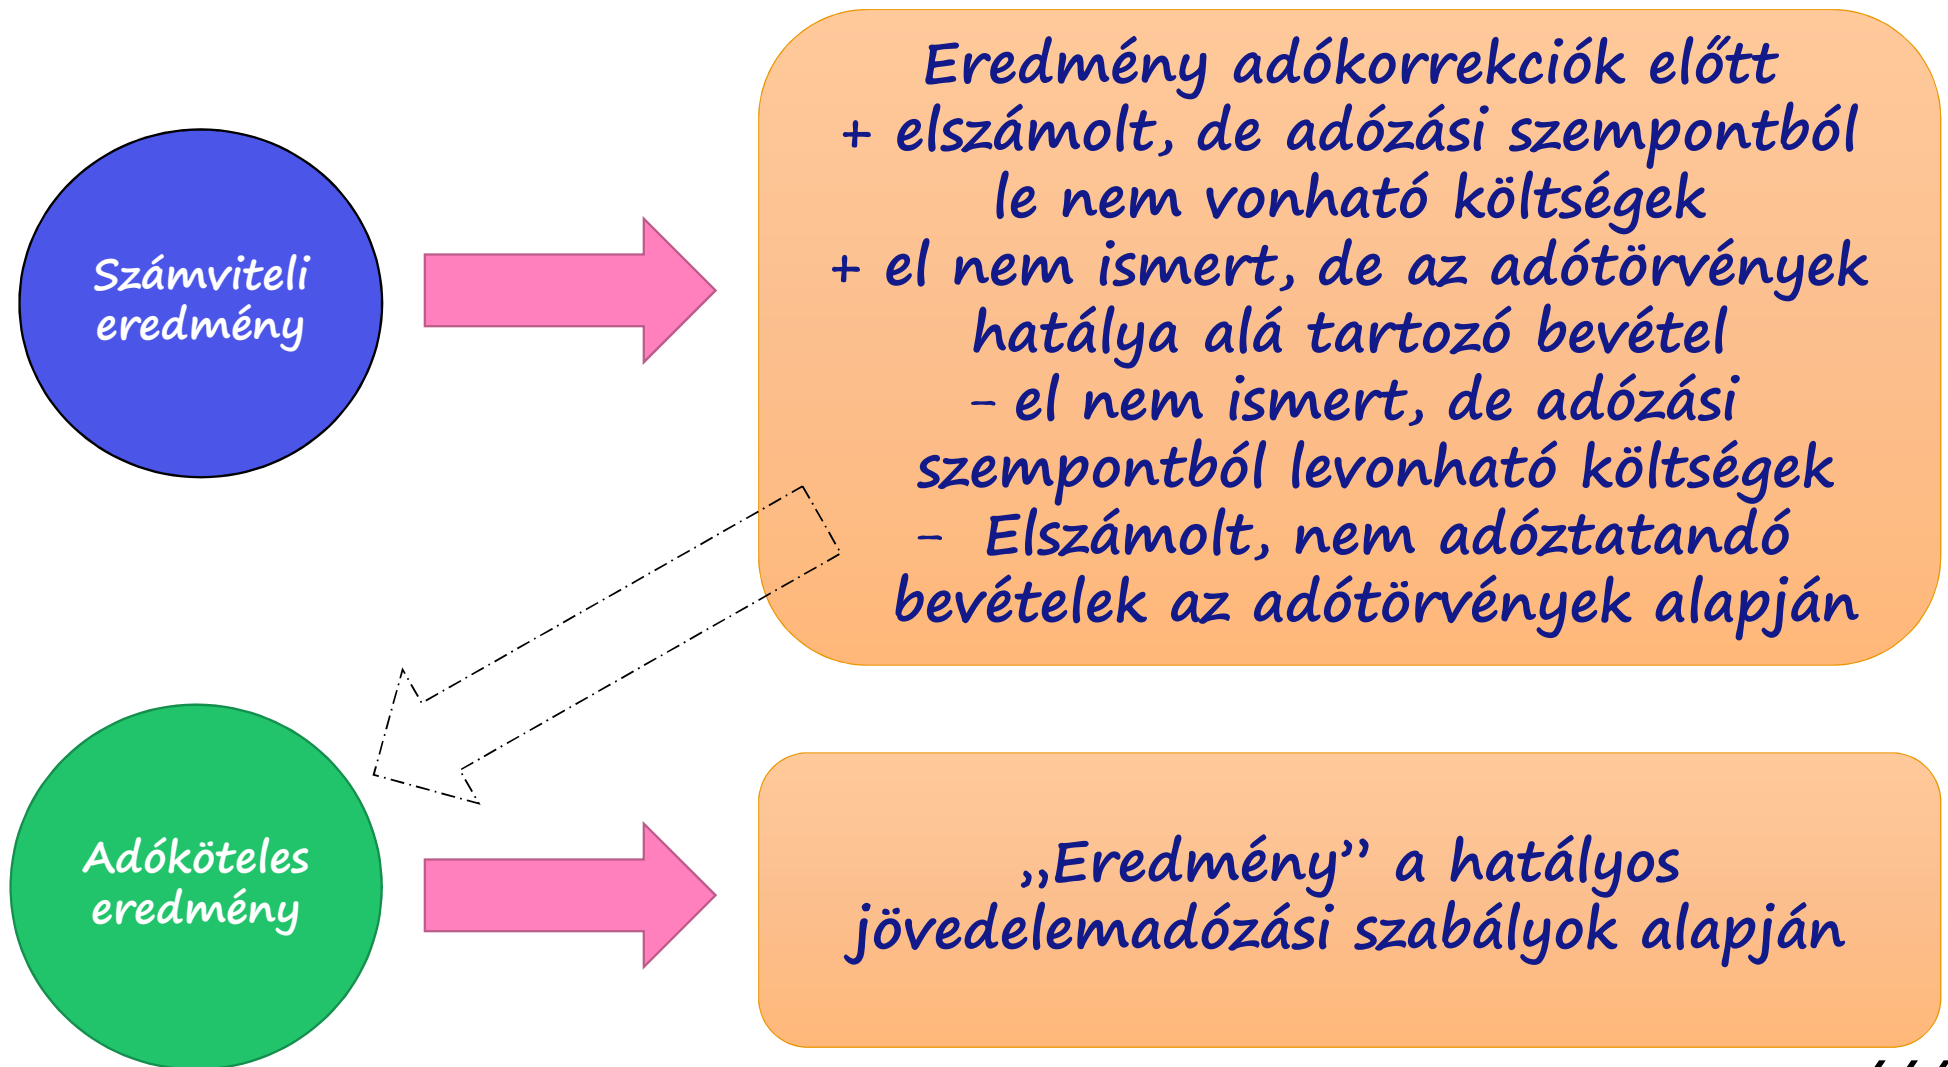 Számviteli
eredmény
Eredmény adókorrekciók előtt
+ elszámolt, de adózási szempontból
le nem vonható költségek
+ el nem ismert, de az adótörvények
hatálya alá tartozó bevétel
– el nem ismert, de adózási
szempontból levonható költségek
– Elszámolt, nem adóztatandó
bevételek az adótörvények alapján
Adóköteles
eredmény
„Eredmény” a hatályos
jövedelemadózási szabályok alapján